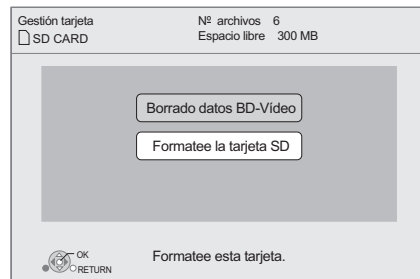 Gestión tarjeta
Nº archivos 6
SD CARD
Espacio libre 300 MB
Borrado datos BD-Vídeo
Formatee la tarjeta SD
OK
RETURN
Formatee esta tarjeta.